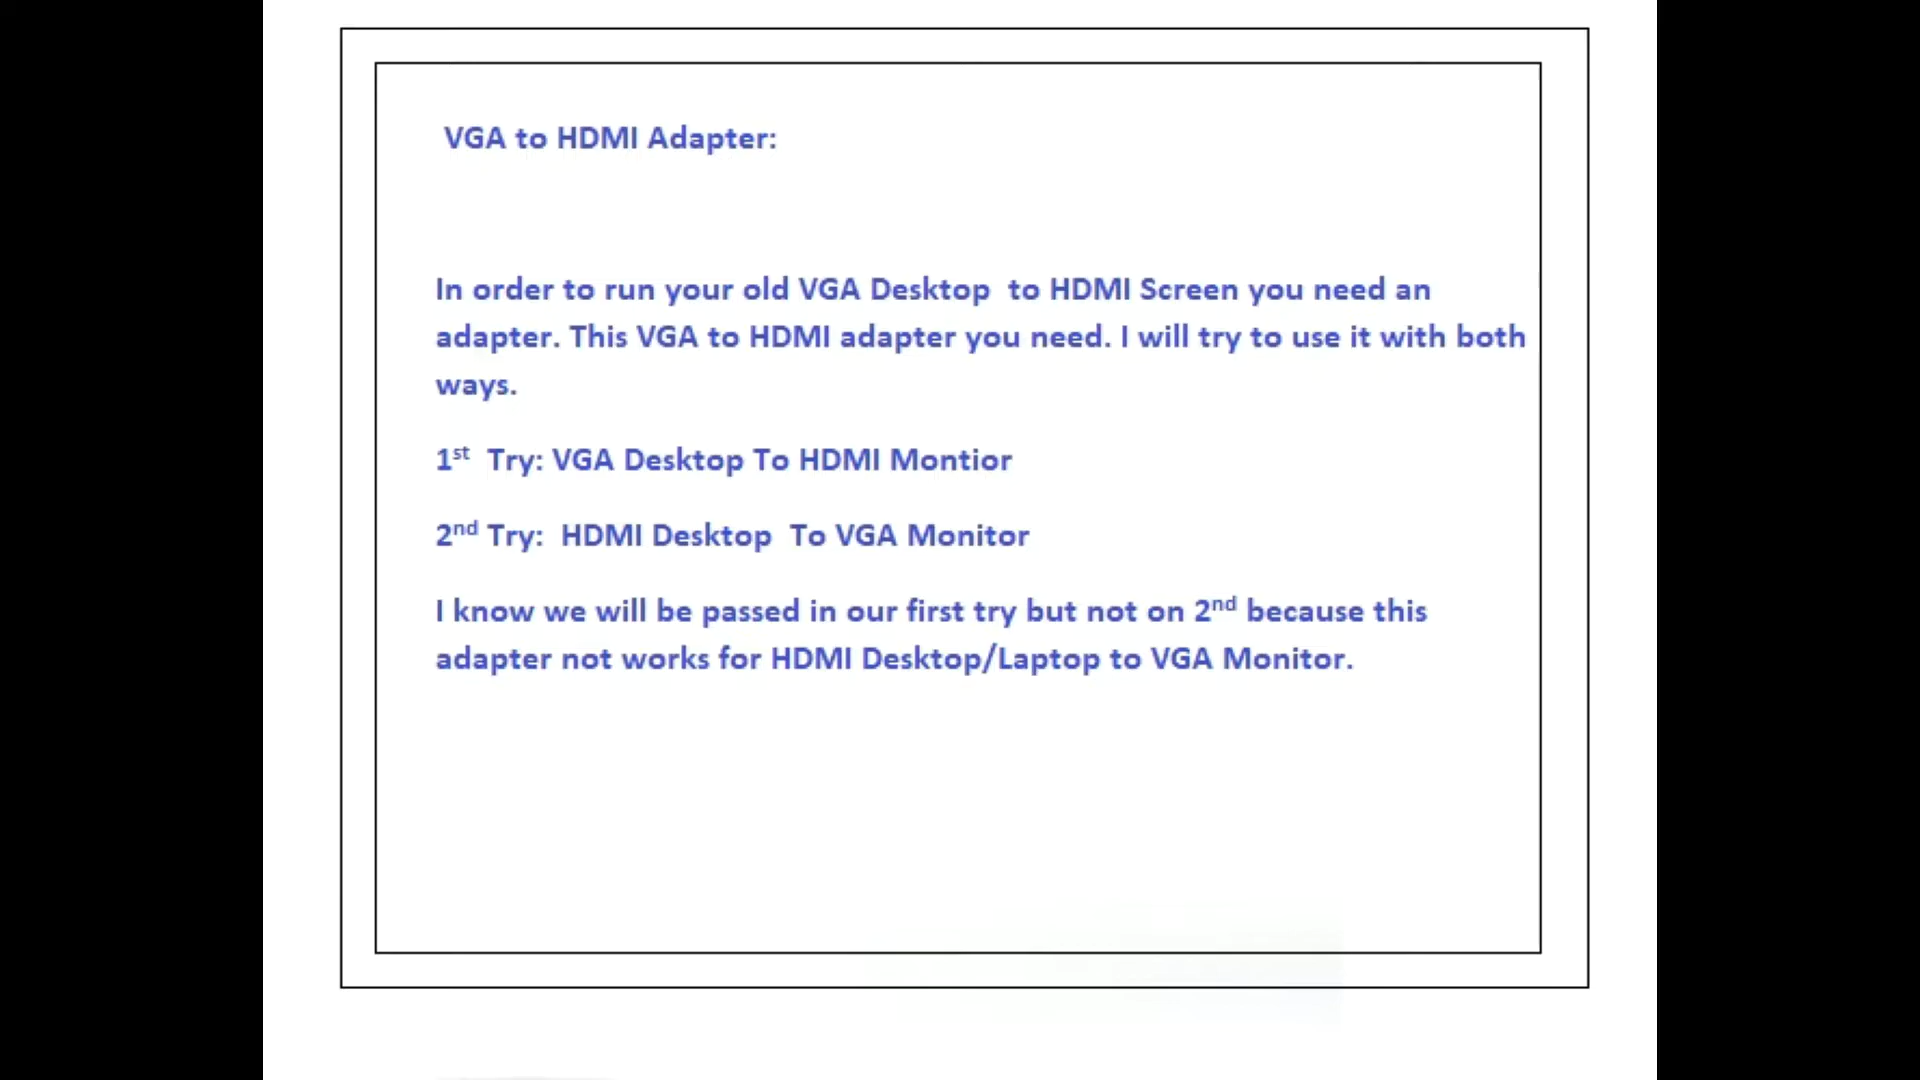 VGA to HDMI Adapter:
In order to run your old VGA Desktop  to HDMI Screen you need an
adapter. This VGA to HDMI adapter you need. I will try to use it with both
ways.
1st  Try: VGA Desktop To HDMI Montior
2nd Try:  HDMI Desktop  To VGA Monitor
I know we will be passed in our first try but not on 2nd because this
adapter not works for HDMI Desktop/Laptop to VGA Monitor.